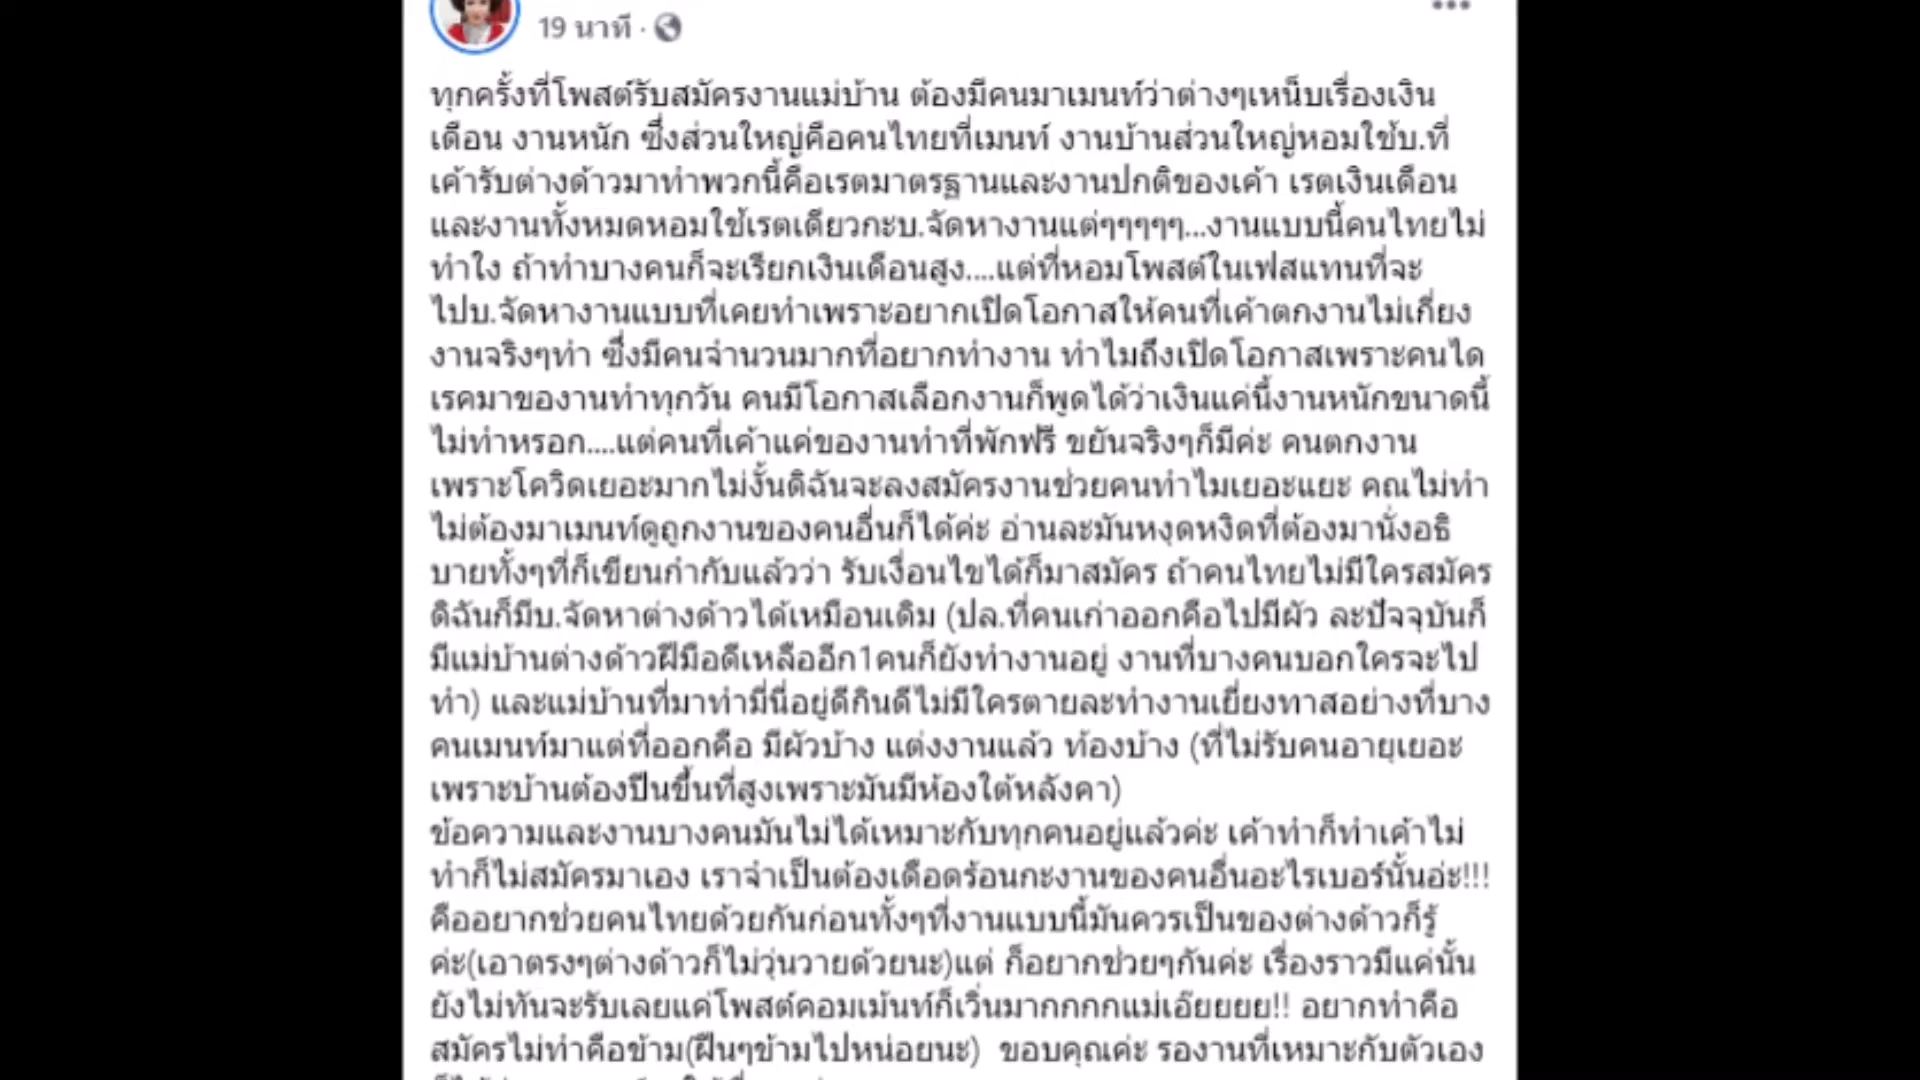 19 นาที ·
ทุกครั้งที่โพสต์รับสมัครงานแม่บ้าน ต้องมีคนมาเมนท์ว่าต่างๆเหน็บเรื่องเงิน
เดือน งานหนัก ซึ่งส่วนใหญ่คือคนไทยที่เมนท์ งานบ้านส่วนใหญ่หอมใช้บ.ที่
เค้ารับต่างด้าวมาทำพวกนี้คือเรตมาตรฐานและงานปกติของเค้า เรตเงินเดือน
และงานทั้งหมดหอมใช้เรตเดียวกะบ.จัดหางานแต่ๆๆๆๆๆ...งานแบบนี้คนไทยไม่
ทำใง ถ้าทำบางคนก็จะเรียกเงินเดือนสูง....แต่ที่หอมโพสต์ในเฟสแทนที่จะ
ไปบ.จัดหางานแบบที่เคยทำเพราะอยากเปิดโอกาสให้คนที่เค้าตกงานไม่เกี่ยง
งานจริงๆทำ ซึ่งมีคนจำนวนมากที่อยากทำงาน ทำไมถึงเปิดโอกาสเพราะคนได
เรคมาของานทำทุกวัน คนมีโอกาสเลือกงานก็พูดได้ว่าเงินแค่นี้งานหนักขนาดนี้
ไม่ทำหรอก....แต่คนที่เค้าแค่ของานทำที่พักฟรี ขยันจริงๆก็มีค่ะ คนตกงาน
เพราะโควิดเยอะมากไม่งั้นดิฉันจะลงสมัครงานช่วยคนทำไมเยอะแยะ คุณไม่ทำ
ไม่ต้องมาเมนท์ดูถูกงานของคนอื่นก็ได้ค่ะ อ่านละมันหงุดหงิดที่ต้องมานั่งอธิ
บายทั้งๆที่ก็เขียนกำกับแล้วว่า รับเงื่อนไขได้ก็มาสมัคร ถ้าคนไทยไม่มีใครสมัคร
ดิฉันก็มีบ.จัดหาต่างด้าวได้เหมือนเดิม (ปล.ที่คนเก่าออกคือไปมีผัว ละปัจจุบันก็
มีแม่บ้านต่างด้าวฝีมือดีเหลืออีก1คนก็ยังทำงานอยู่ งานที่บางคนบอกใครจะไป
ทำ) และแม่บ้านที่มาทำมี่นี่อยู่ดีกินดีไม่มีใครตายละทำงานเยี่ยงทาสอย่างที่บาง
คนเมนท์มาแต่ที่ออกคือ มีผัวบ้าง แต่งงานแล้ว ท้องบ้าง (ที่ไม่รับคนอายุเยอะ
เพราะบ้านต้องปีนขึ้นที่สูงเพราะมันมีห้องใต้หลังคา)
ข้อความและงานบางคนมันไม่ได้เหมาะกับทุกคนอยู่แล้วค่ะ เค้าทำก็ทำเค้าไม่
ทำก็ไม่สมัครมาเอง เราจำเป็นต้องเดือดร้อนกะงานของคนอื่นอะไรเบอร์นั้นอ่ะ!!!
คืออยากช่วยคนไทยด้วยกันก่อนทั้งๆที่งานแบบนี้มันควรเป็นของต่างด้าวก็รู้
ค่ะ(เอาตรงๆต่างด้าวก็ไม่วุ่นวายด้วยนะ)แต่ ก็อยากช่วยๆกันค่ะ เรื่องราวมีแค่นั้น
ยังไม่ทันจะรับเลยแค่โพสต์คอมเม้นท์ก็เวิ่นมากกกกแม่เอ๊ยยยย!! อยากทำคือ
สมัครไม่ทำคือข้าม(ฝืนๆข้ามไปหน่อยนะ) ขอบคุณค่ะ รองานที่เหมาะกับตัวเอง